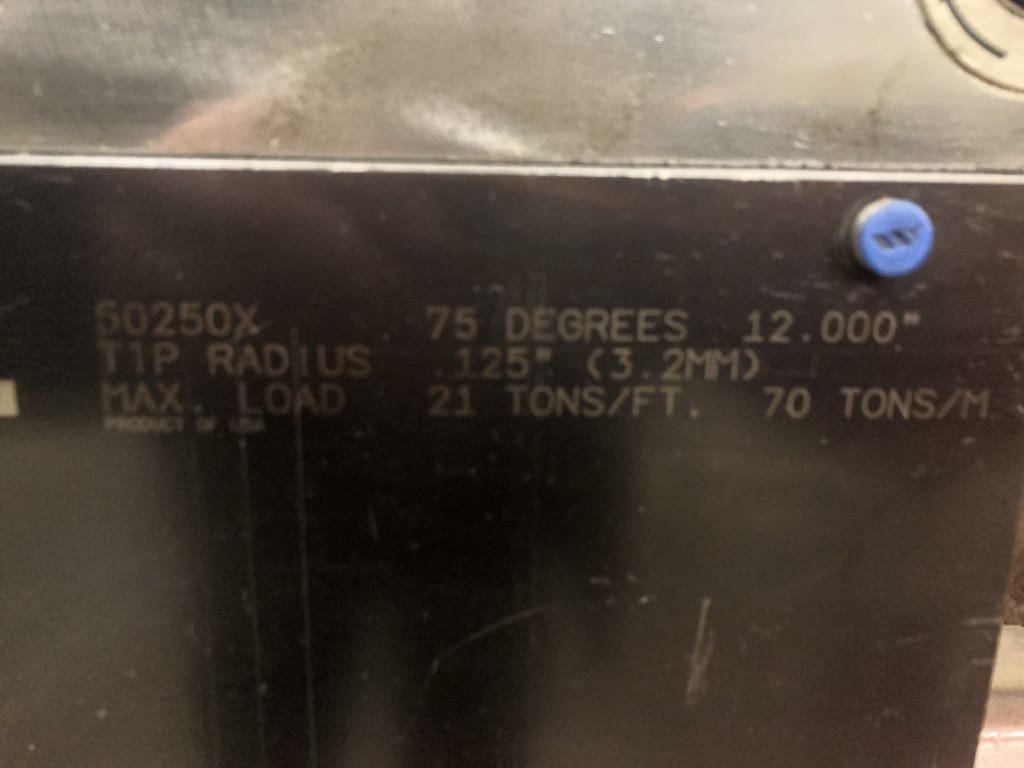 50250X 75 DEGREES 12.000"
TIP RADIUS .125" (3.2MM)
MAX. LOAD 21 TONS/FT. 70 TONS/M
PRODUCT OF USA